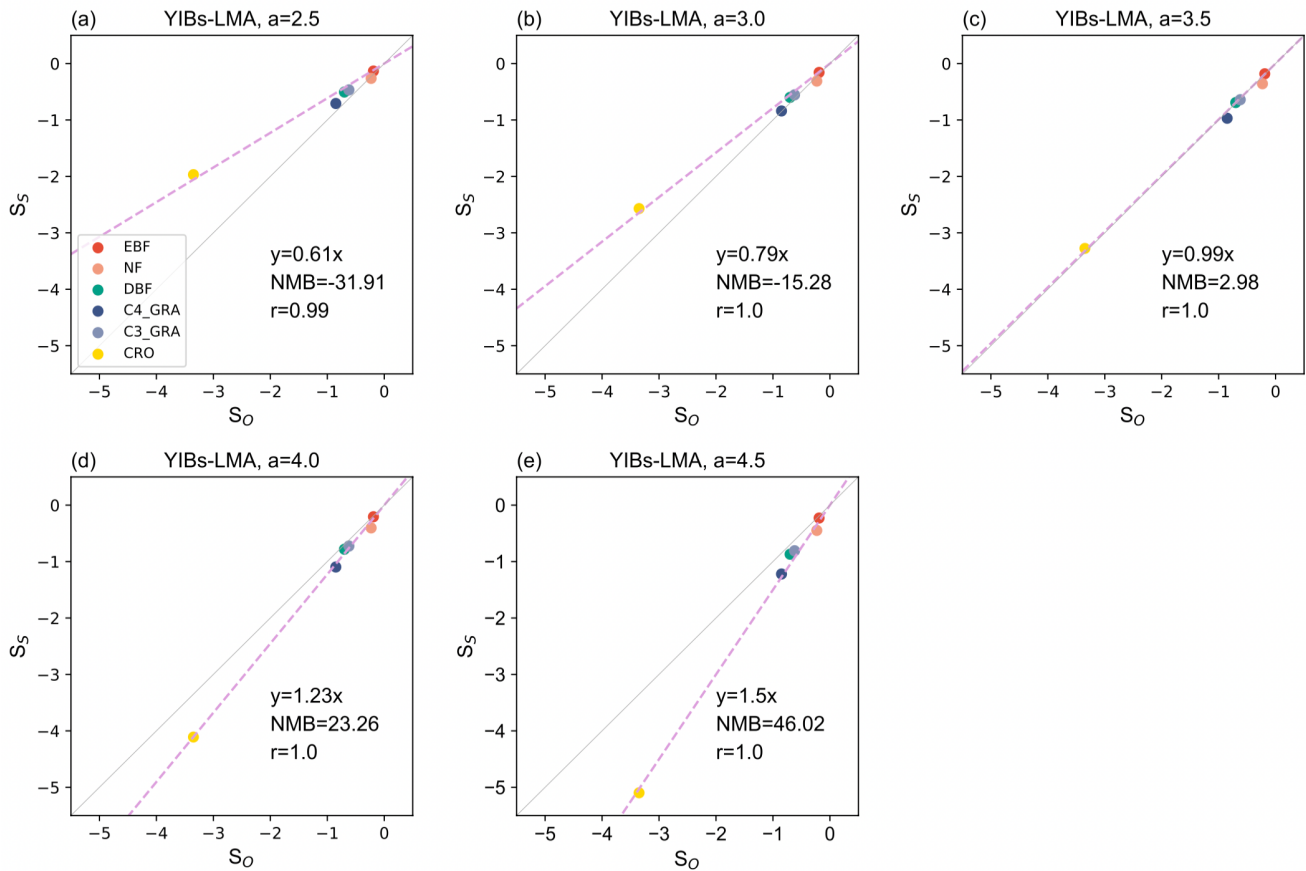 (a) YIBs-LMA, a=2.5
0
−1
−2
−3
−4
−5
S_S
EBF
NF
DBF
C4_GRA
C3_GRA
CRO
y=0.61x
NMB=-31.91
r=0.99
−5 −4 −3 −2 −1 0
S_O
(b) YIBs-LMA, a=3.0
0
−1
−2
−3
−4
−5
S_S
y=0.79x
NMB=-15.28
r=1.0
−5 −4 −3 −2 −1 0
S_O
(c) YIBs-LMA, a=3.5
0
−1
−2
−3
−4
−5
S_S
y=0.99x
NMB=2.98
r=1.0
−5 −4 −3 −2 −1 0
S_O
(d) YIBs-LMA, a=4.0
0
−1
−2
−3
−4
−5
S_S
y=1.23x
NMB=23.26
r=1.0
−5 −4 −3 −2 −1 0
S_O
(e) YIBs-LMA, a=4.5
0
−1
−2
−3
−4
−5
S_S
y=1.5x
NMB=46.02
r=1.0
−5 −4 −3 −2 −1 0
S_O